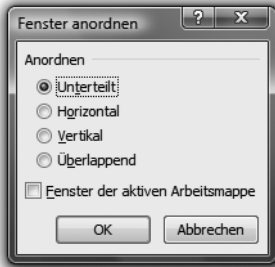 Fenster anordnen
Anordnen
Unterteilt
Horizontal
Vertikal
Überlappend
Fenster der aktiven Arbeitsmappe
OK Abbrechen